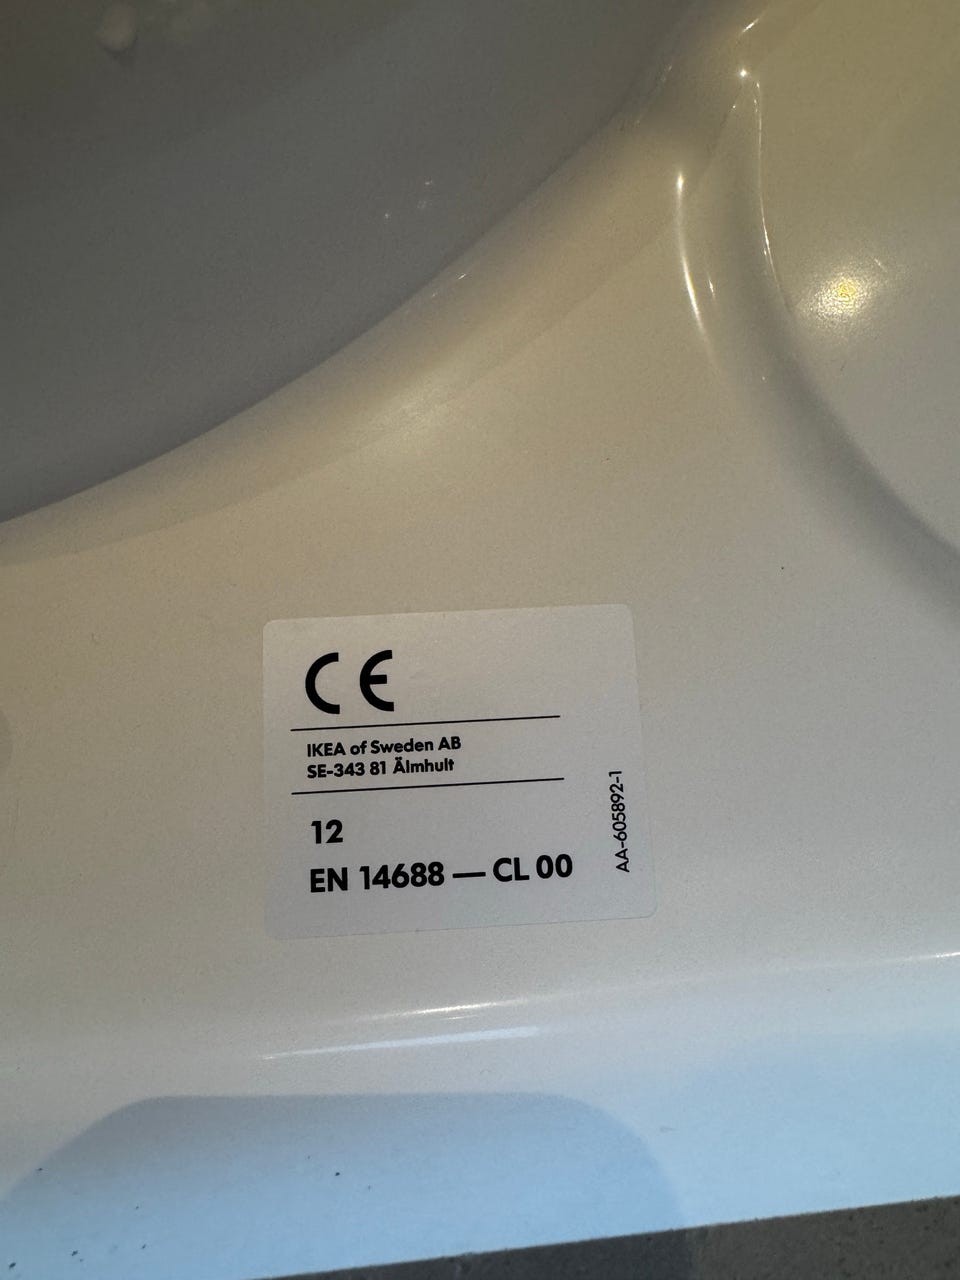 CE
IKEA of Sweden AB
SE-343 81 Älmhult
12
EN 14688 — CL 00
AA-605892-1